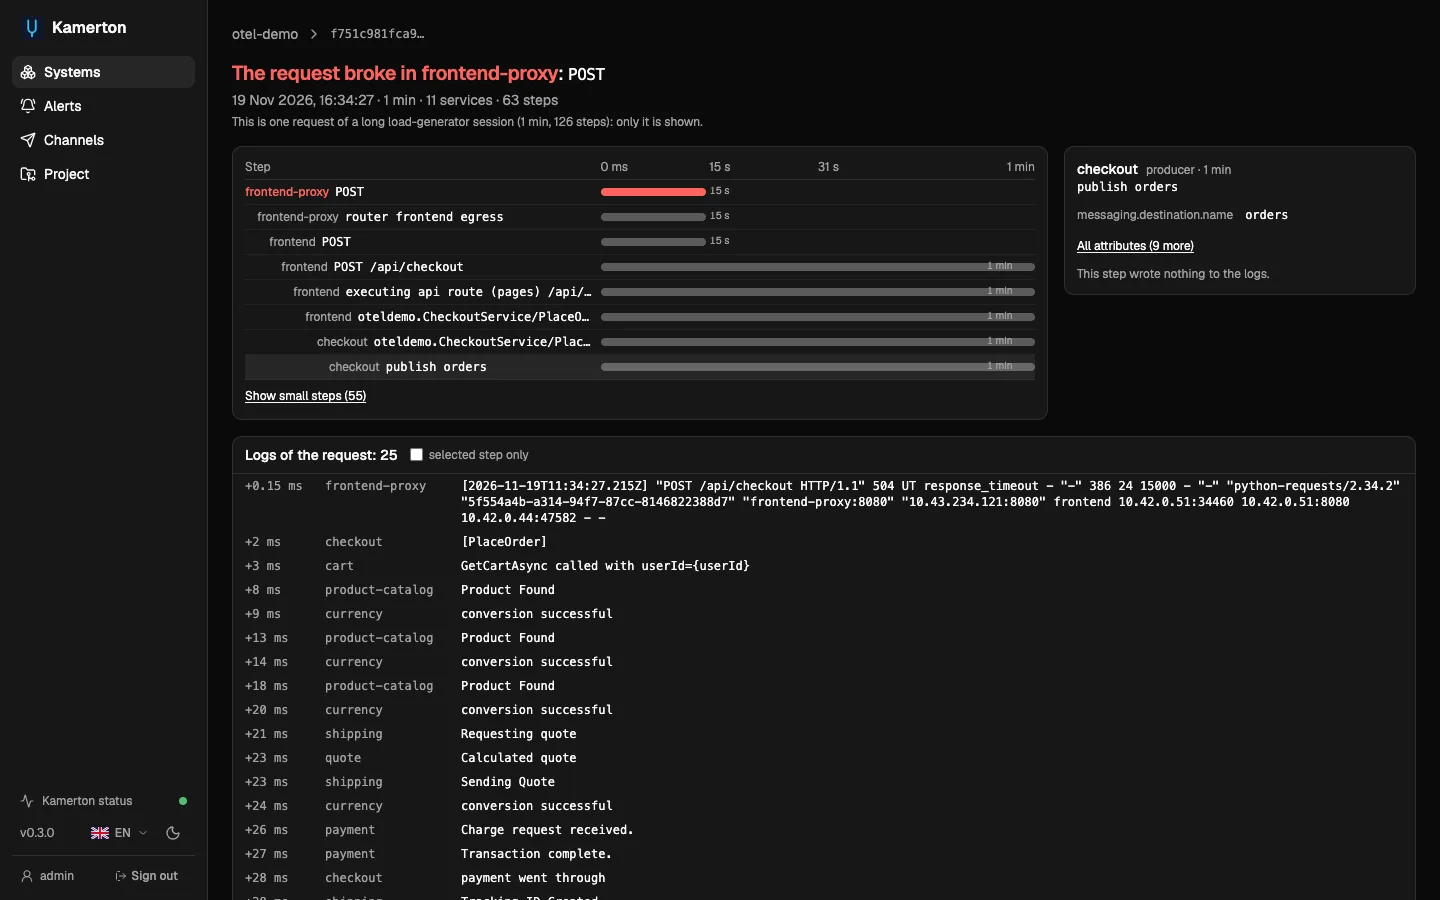 Kamerton
Systems
Alerts
Channels
Project
Kamerton status
v0.3.0
EN
admin
Sign out
otel-demo > f751c981fca9…
The request broke in frontend-proxy: POST
19 Nov 2026, 16:34:27 · 1 min · 11 services · 63 steps
This is one request of a long load-generator session (1 min, 126 steps): only it is shown.
Step 0 ms 15 s 31 s 1 min
frontend-proxy POST 15 s
frontend-proxy router frontend egress 15 s
frontend POST 15 s
frontend POST /api/checkout 1 min
frontend executing api route (pages) /api/… 1 min
frontend oteldemo.CheckoutService/PlaceO… 1 min
checkout oteldemo.CheckoutService/Plac… 1 min
checkout publish orders 1 min
Show small steps (55)
checkout producer · 1 min
publish orders
messaging.destination.name orders
All attributes (9 more)
This step wrote nothing to the logs.
Logs of the request: 25 selected step only
+0.15 ms frontend-proxy [2026-11-19T11:34:27.215Z] "POST /api/checkout HTTP/1.1" 504 UT response_timeout - "-" 386 24 15000 - "-" "python-requests/2.34.2"
"5f554a4b-a314-94f7-87cc-8146822388d7" "frontend-proxy:8080" "10.43.234.121:8080" frontend 10.42.0.51:34460 10.42.0.51:8080
10.42.0.44:47582 - -
+2 ms checkout [PlaceOrder]
+3 ms cart GetCartAsync called with userId={userId}
+8 ms product-catalog Product Found
+9 ms currency conversion successful
+13 ms product-catalog Product Found
+14 ms currency conversion successful
+18 ms product-catalog Product Found
+20 ms currency conversion successful
+21 ms shipping Requesting quote
+23 ms quote Calculated quote
+23 ms shipping Sending Quote
+24 ms currency conversion successful
+26 ms payment Charge request received.
+27 ms payment Transaction complete.
+28 ms checkout payment went through